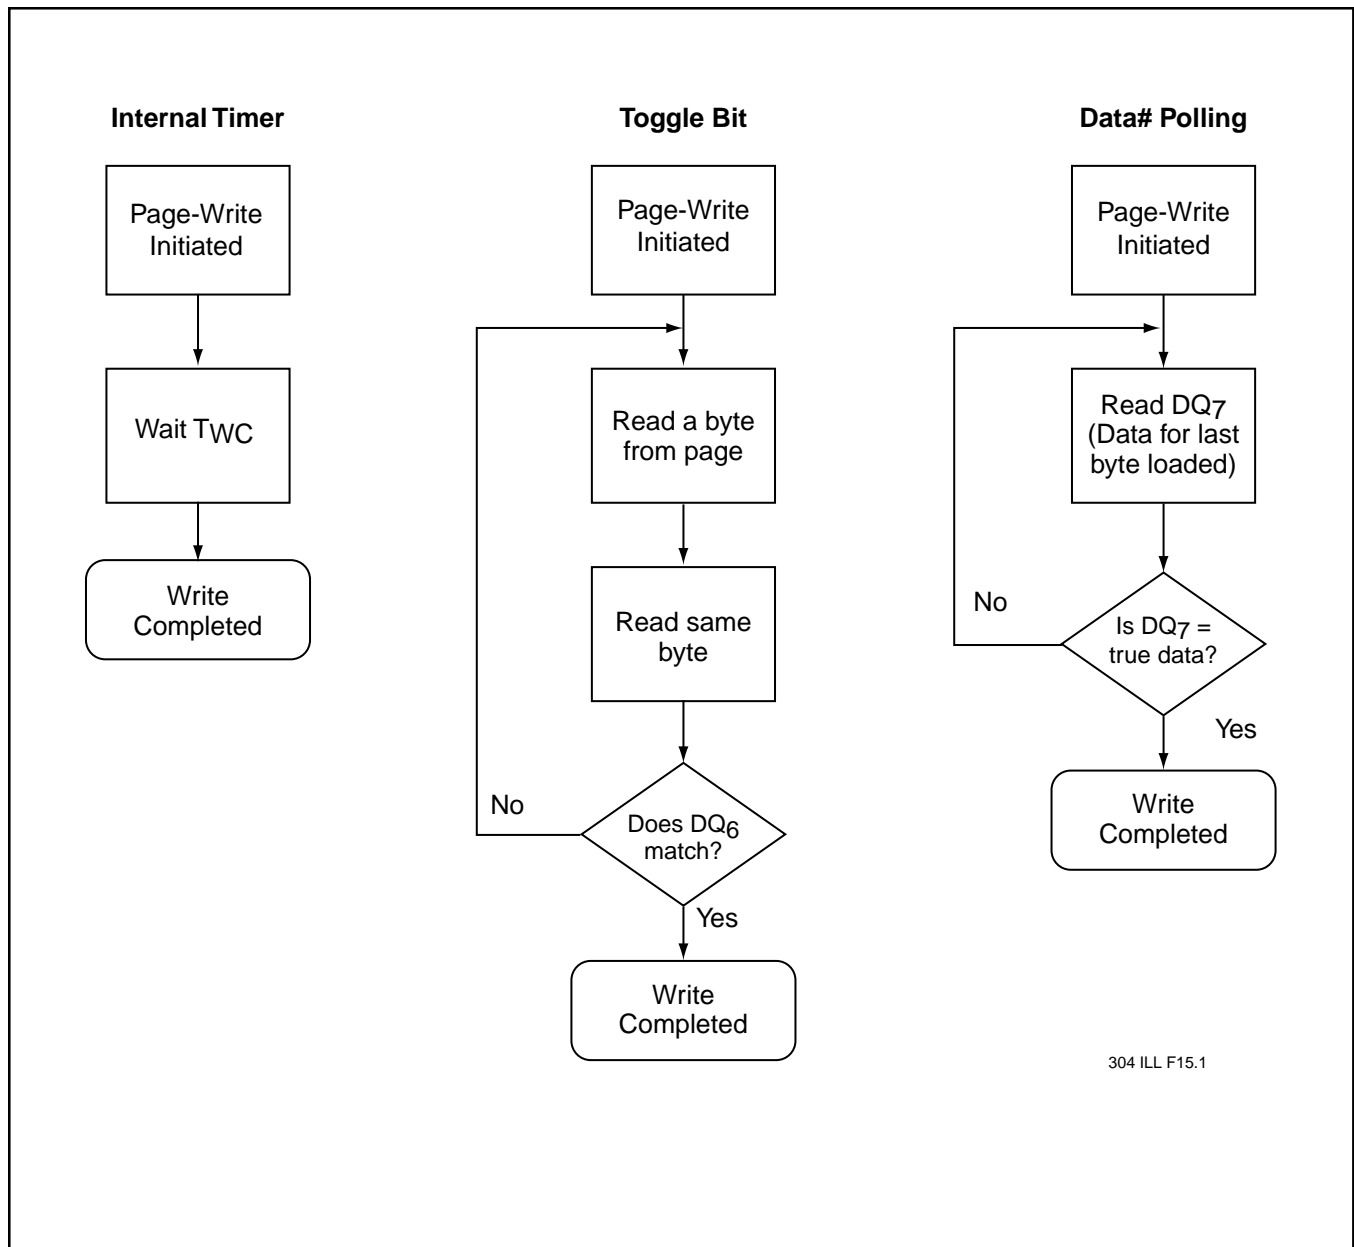 Internal Timer
Page-Write
Initiated
Wait TWC
Write
Completed
Toggle Bit
Page-Write
Initiated
Read a byte
from page
Read same
byte
Does DQ6
match?
No
Yes
Write
Completed
Data# Polling
Page-Write
Initiated
Read DQ7
(Data for last
byte loaded)
Is DQ7 =
true data?
No
Yes
Write
Completed
304 ILL F15.1